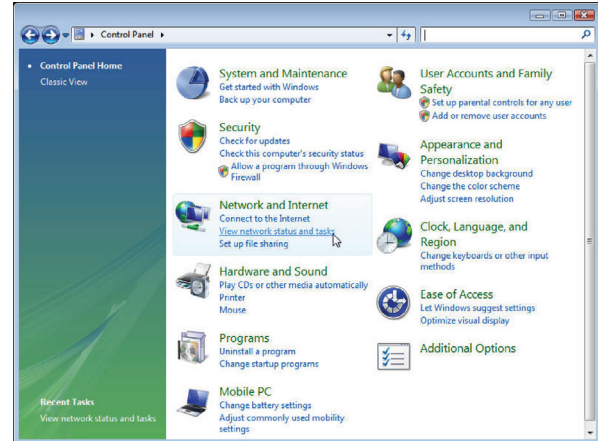 Control Panel
Control Panel Home
Classic View
System and Maintenance
Get started with Windows
Back up your computer
Security
Check for updates
Check this computer's security status
Allow a program through Windows
Firewall
Network and Internet
Connect to the Internet
View network status and tasks
Set up file sharing
Hardware and Sound
Play CDs or other media automatically
Printer
Mouse
Programs
Uninstall a program
Change startup programs
Mobile PC
Change battery settings
Adjust commonly used mobility
settings
User Accounts and Family
Safety
Set up parental controls for any user
Add or remove user accounts
Appearance and
Personalization
Change desktop background
Change the color scheme
Adjust screen resolution
Clock, Language, and
Region
Change keyboards or other input
methods
Ease of Access
Let Windows suggest settings
Optimize visual display
Additional Options
Recent Tasks
View network status and tasks